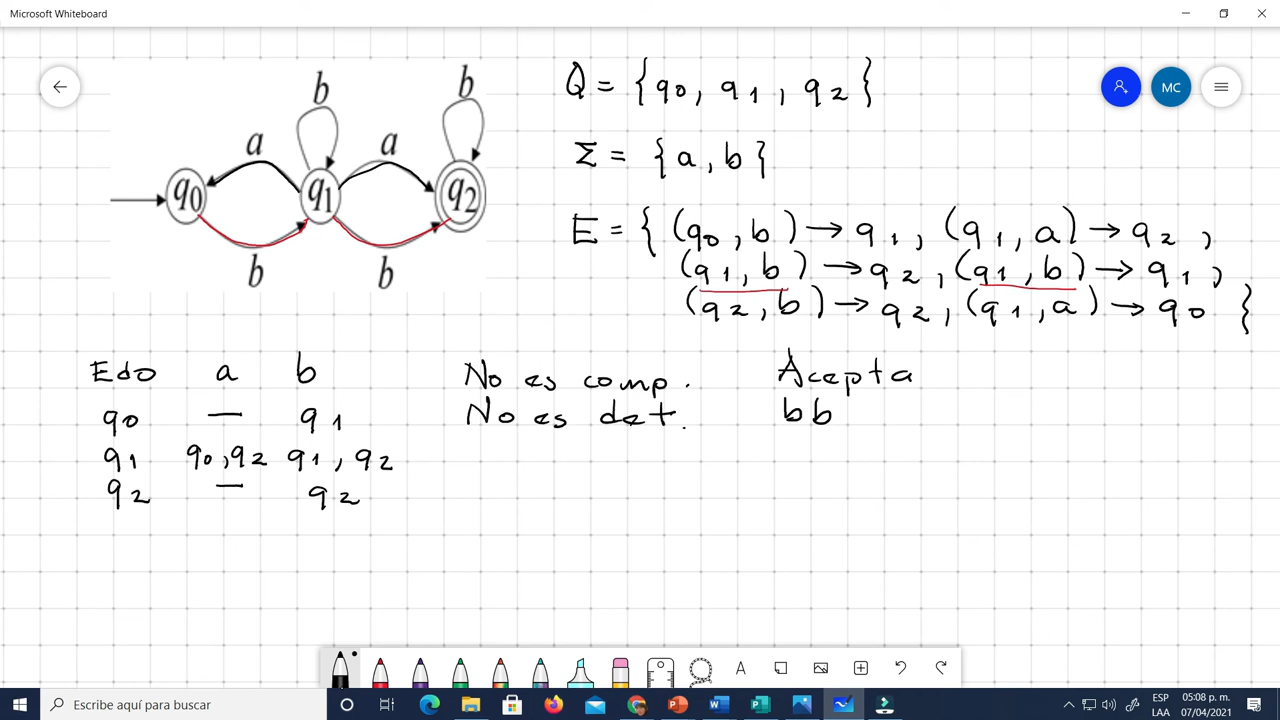 Microsoft Whiteboard
MC
b b
a a
q0 q1 q2
b b
Q = {q0, q1, q2}
Σ = {a, b}
E = {(q0, b) → q1, (q1, a) → q2,
(q1, b) → q2, (q1, b) → q1,
(q2, b) → q2, (q1, a) → q0}
Edo a b
q0 — q1
q1 q0,q2 q1, q2
q2 — q2
No es comp.
No es det.
Acepta
bb
A
Escribe aquí para buscar
ESP
LAA
05:08 p. m.
07/04/2021